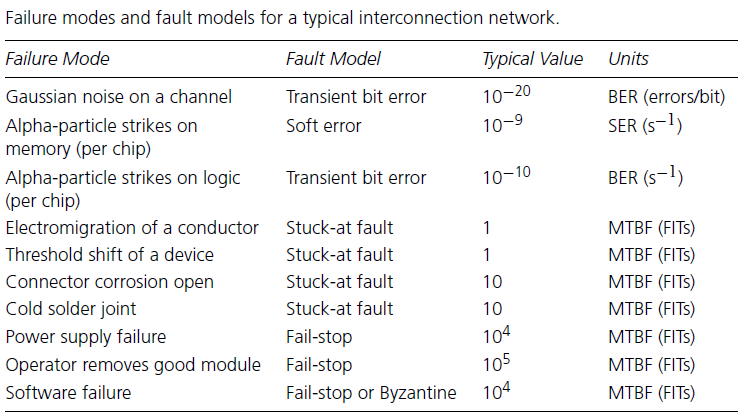 Failure modes and fault models for a typical interconnection network.
Failure Mode Fault Model Typical Value Units
Gaussian noise on a channel Transient bit error 10−20 BER (errors/bit)
Alpha-particle strikes on Soft error 10−9 SER (s−1)
memory (per chip)
Alpha-particle strikes on logic Transient bit error 10−10 BER (s−1)
(per chip)
Electromigration of a conductor Stuck-at fault 1 MTBF (FITs)
Threshold shift of a device Stuck-at fault 1 MTBF (FITs)
Connector corrosion open Stuck-at fault 10 MTBF (FITs)
Cold solder joint Stuck-at fault 10 MTBF (FITs)
Power supply failure Fail-stop 104 MTBF (FITs)
Operator removes good module Fail-stop 105 MTBF (FITs)
Software failure Fail-stop or Byzantine 104 MTBF (FITs)